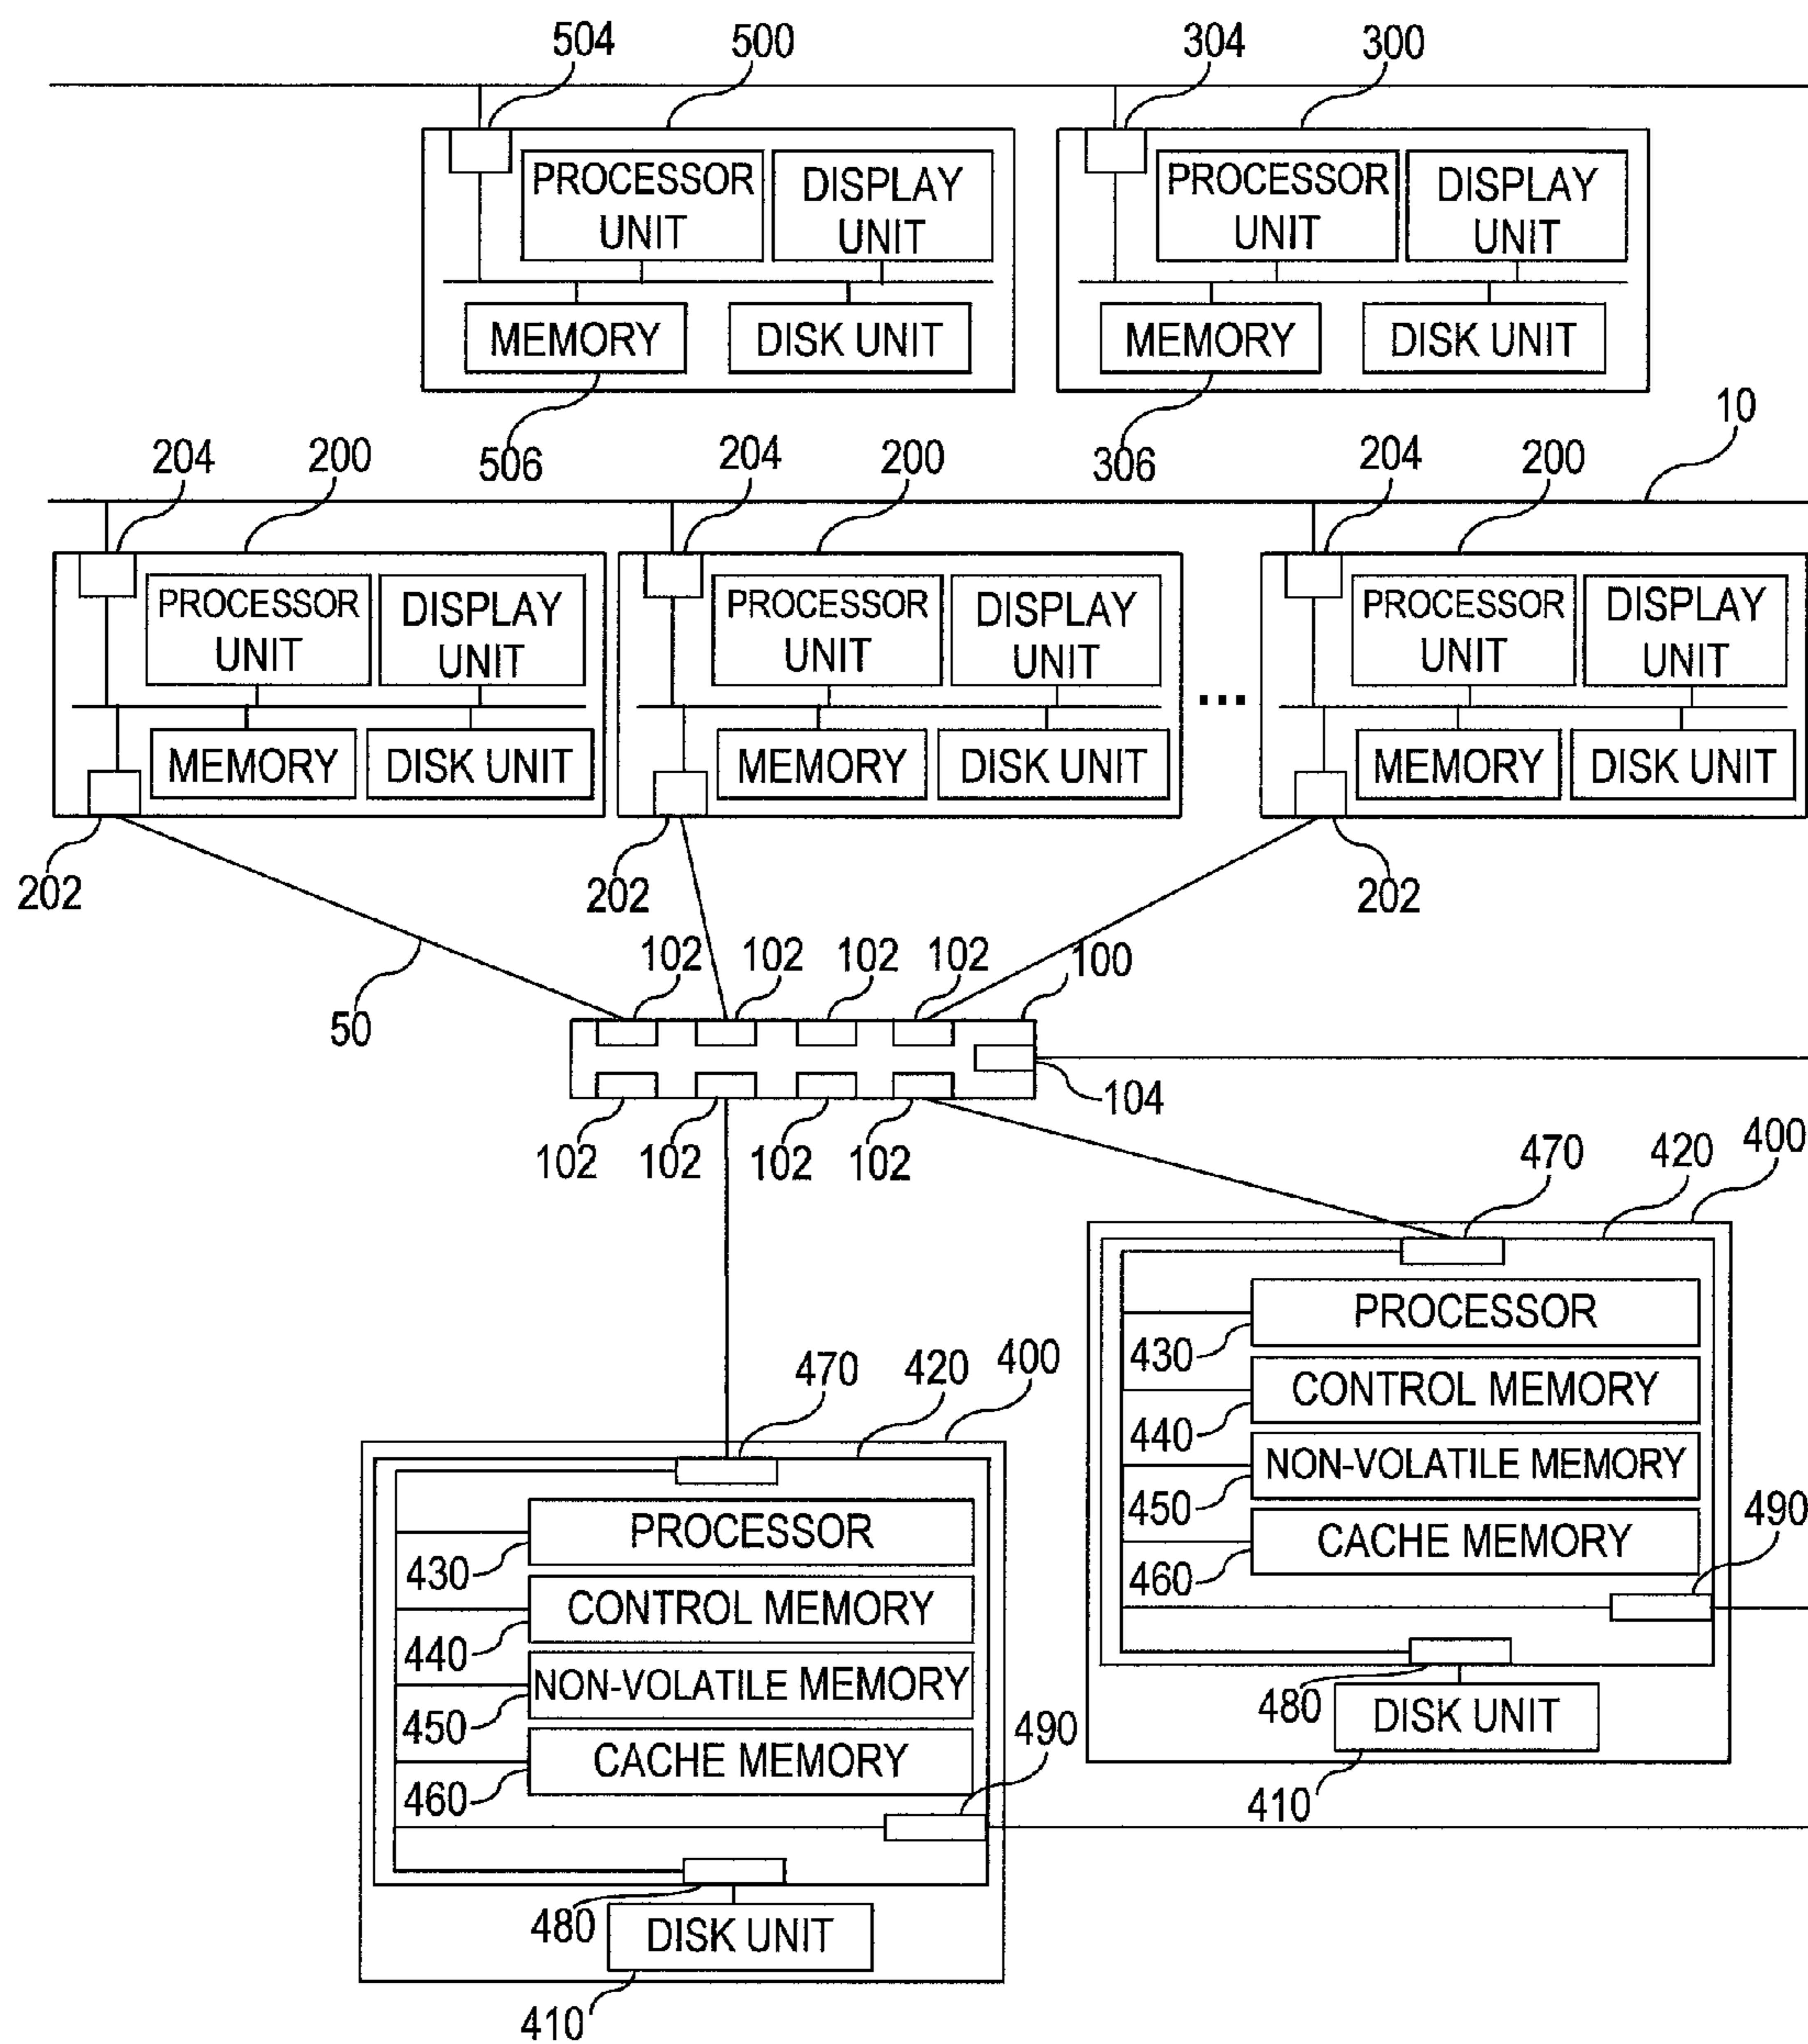 504 500 304 300
PROCESSOR UNIT DISPLAY UNIT PROCESSOR UNIT DISPLAY UNIT
MEMORY DISK UNIT MEMORY DISK UNIT
506 306 10
204 200 204 200 204 200
PROCESSOR UNIT DISPLAY UNIT PROCESSOR UNIT DISPLAY UNIT ... PROCESSOR UNIT DISPLAY UNIT
MEMORY DISK UNIT MEMORY DISK UNIT MEMORY DISK UNIT
202 202 202
50 102 102 102 102 100
104
102 102 102 102
470 420 400
PROCESSOR
430
CONTROL MEMORY
440
NON-VOLATILE MEMORY
450
CACHE MEMORY
460
490
480
DISK UNIT
410
470 420 400
PROCESSOR
430
CONTROL MEMORY
440
NON-VOLATILE MEMORY
450
CACHE MEMORY
460
490
480
DISK UNIT
410